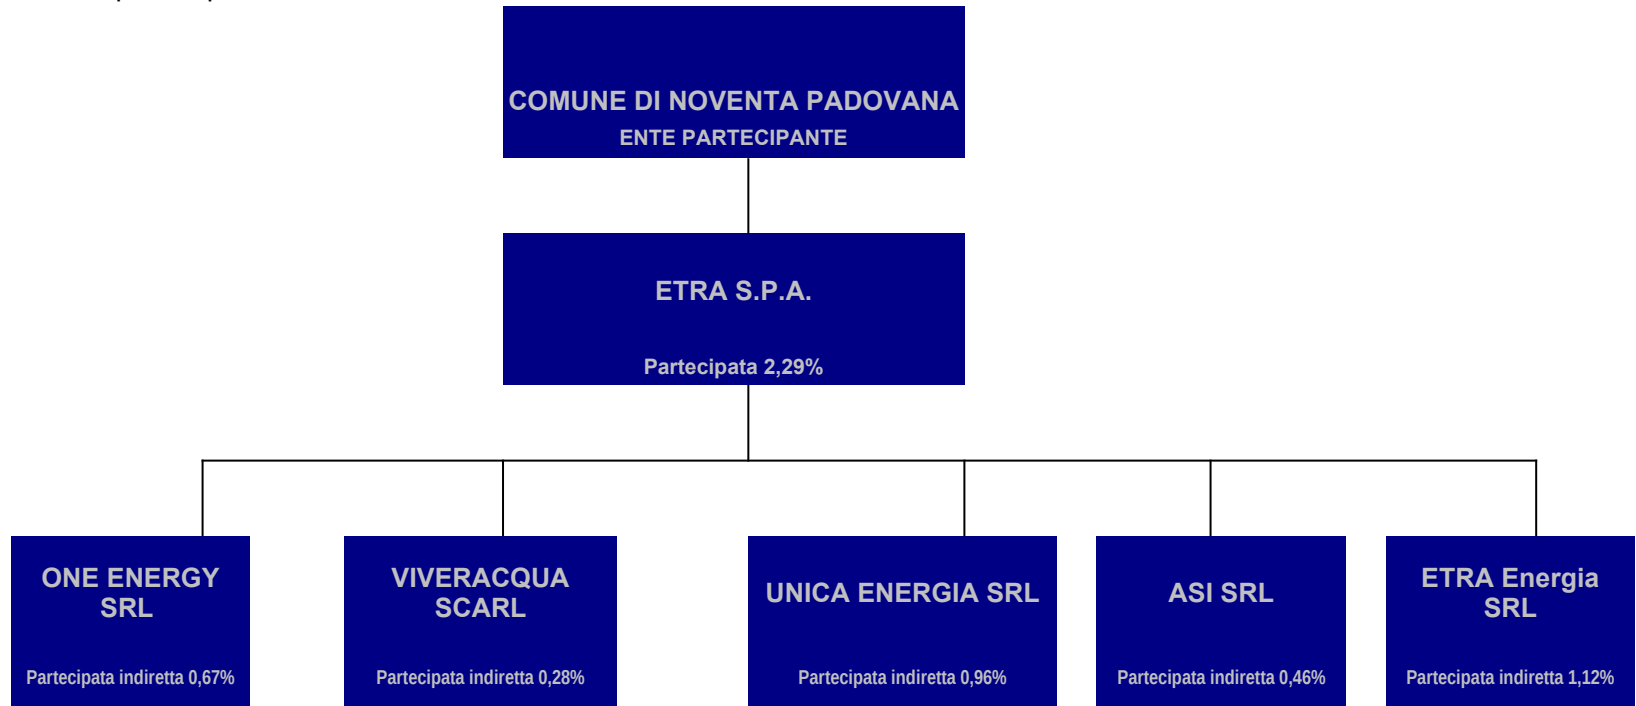 COMUNE DI NOVENTA PADOVANA
ENTE PARTECIPANTE
ETRA S.P.A.
Partecipata 2,29%
ONE ENERGY
SRL
Partecipata indiretta 0,67%
VIVERACQUA
SCARL
Partecipata indiretta 0,28%
UNICA ENERGIA SRL
Partecipata indiretta 0,96%
ASI SRL
Partecipata indiretta 0,46%
ETRA Energia
SRL
Partecipata indiretta 1,12%